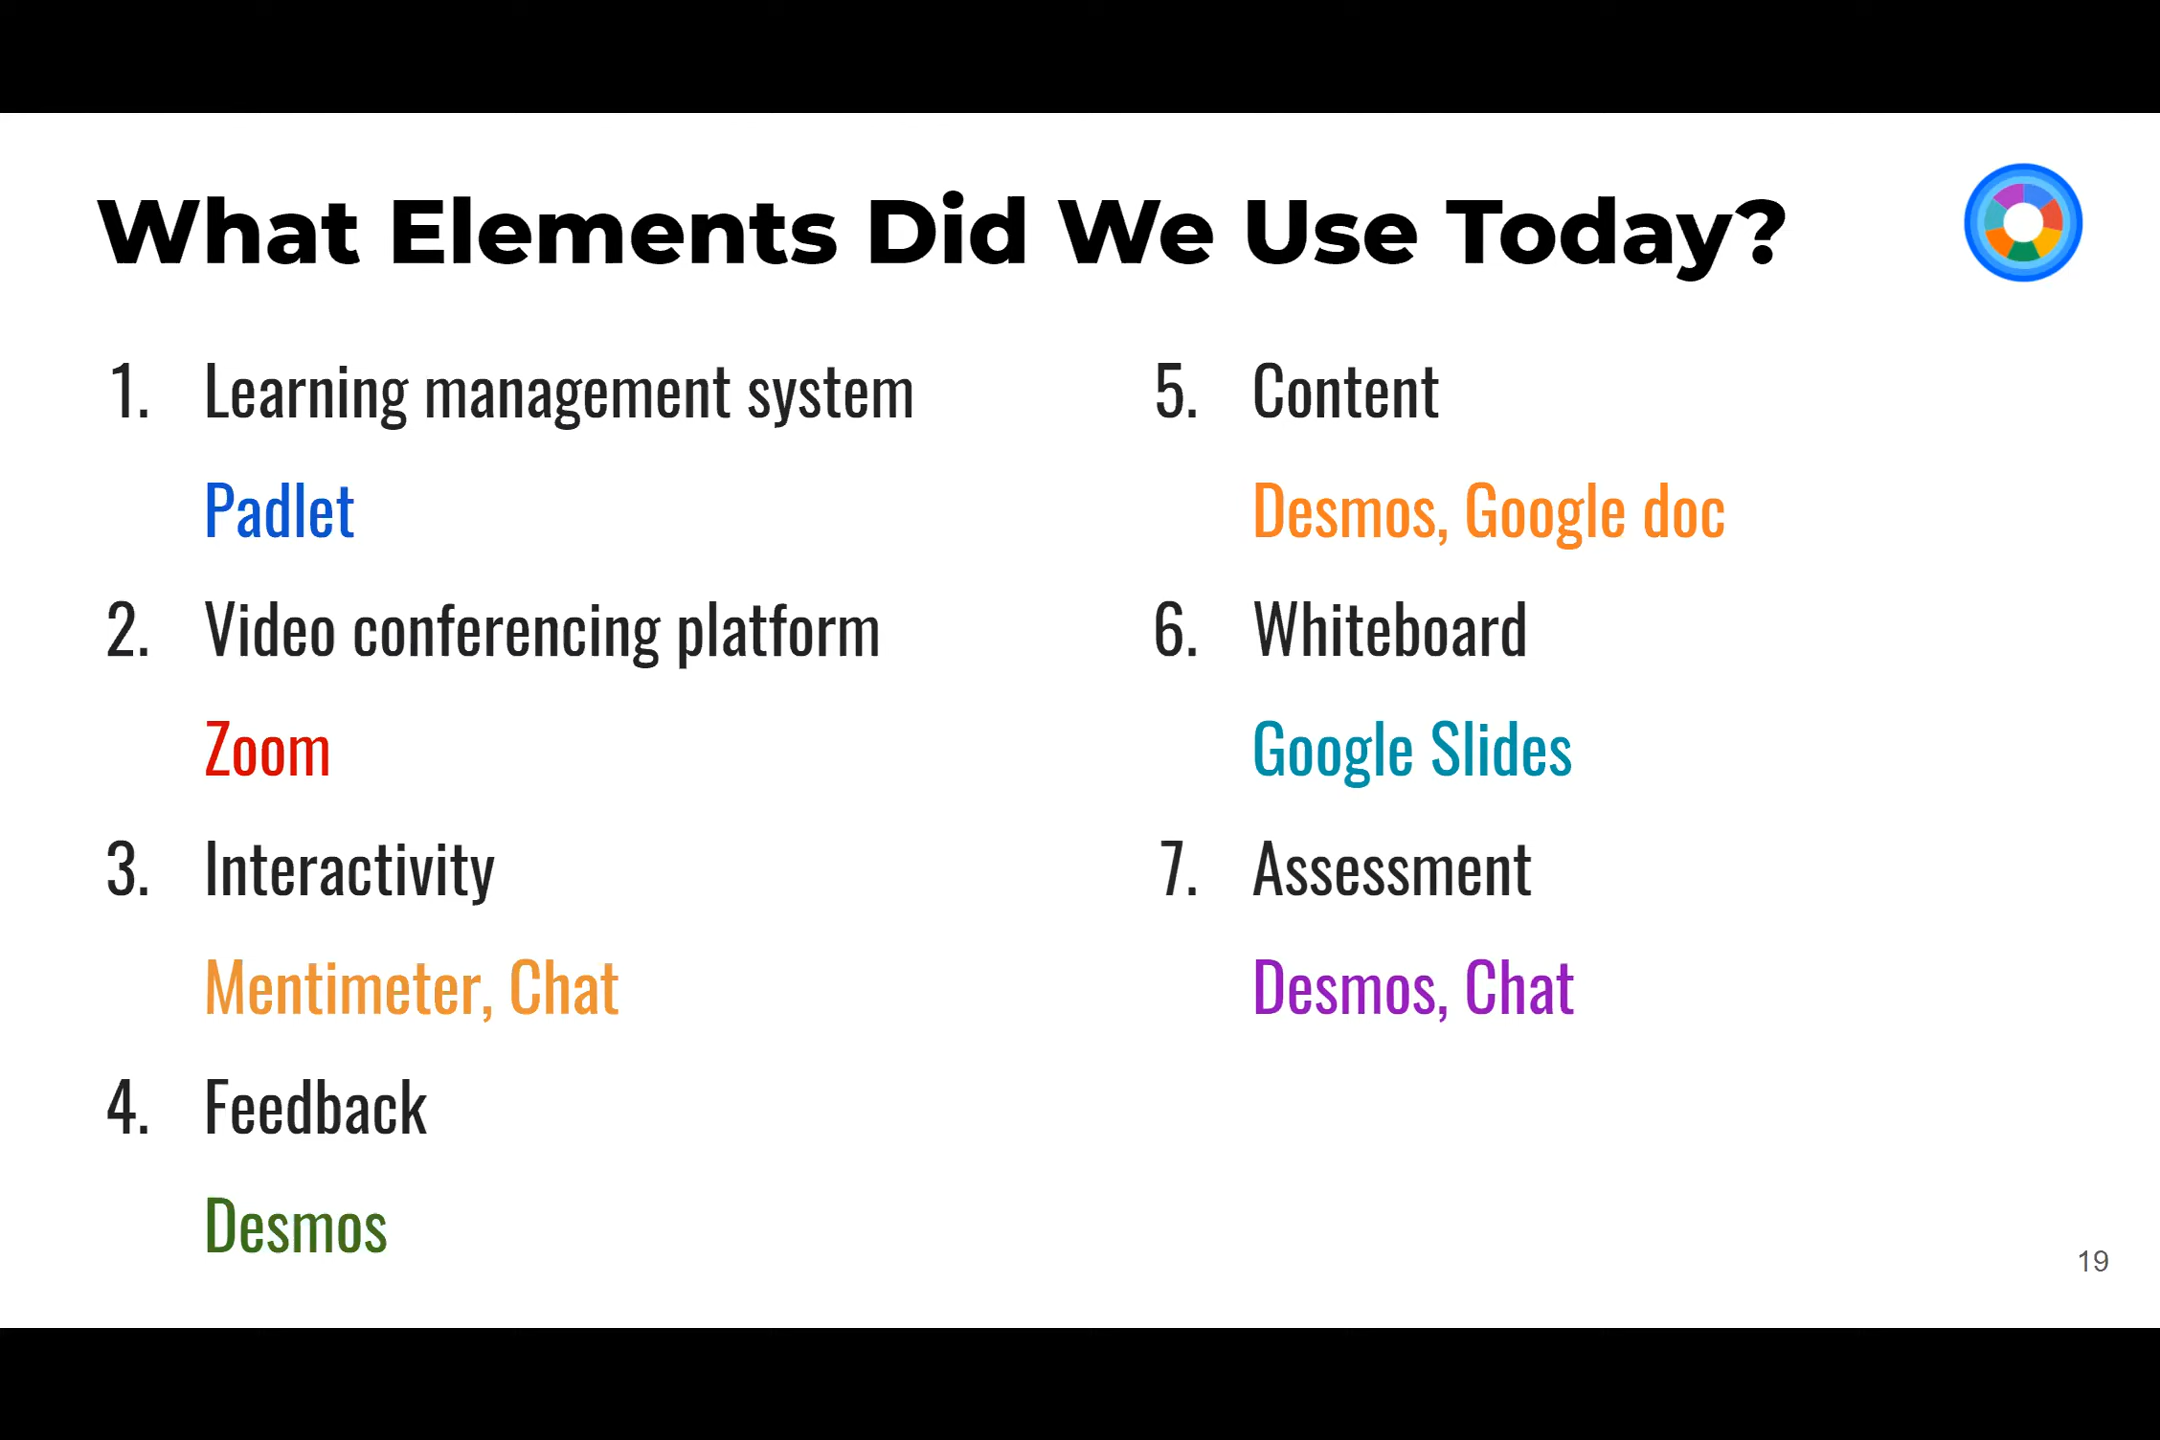 What Elements Did We Use Today?
1. Learning management system
Padlet
2. Video conferencing platform
Zoom
3. Interactivity
Mentimeter, Chat
4. Feedback
Desmos
5. Content
Desmos, Google doc
6. Whiteboard
Google Slides
7. Assessment
Desmos, Chat
19